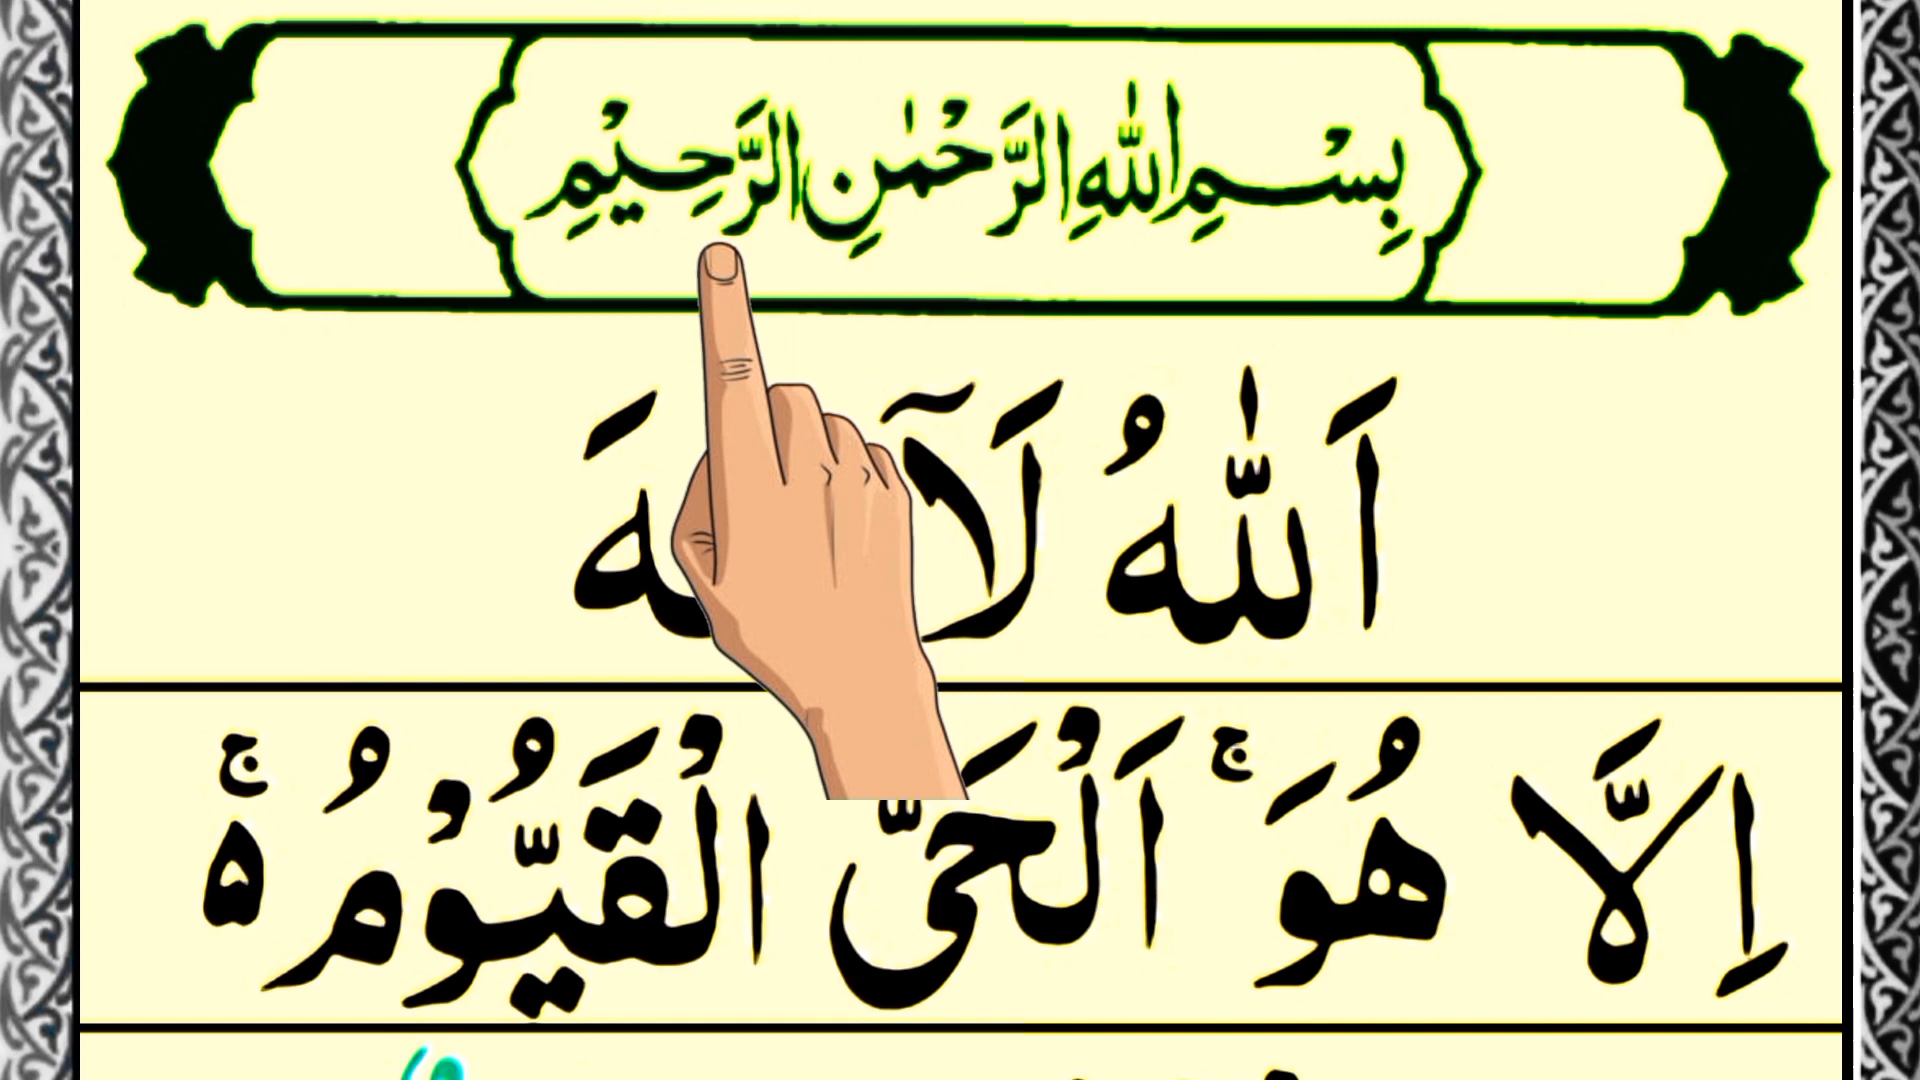 بِسْمِ اللّٰهِ الرَّحْمٰنِ الرَّحِيْمِ
اَللّٰهُ لَآ
اِلَّا هُوَ ۚ اَلْحَىّ الْقَيُّوْمُ ۚ ه